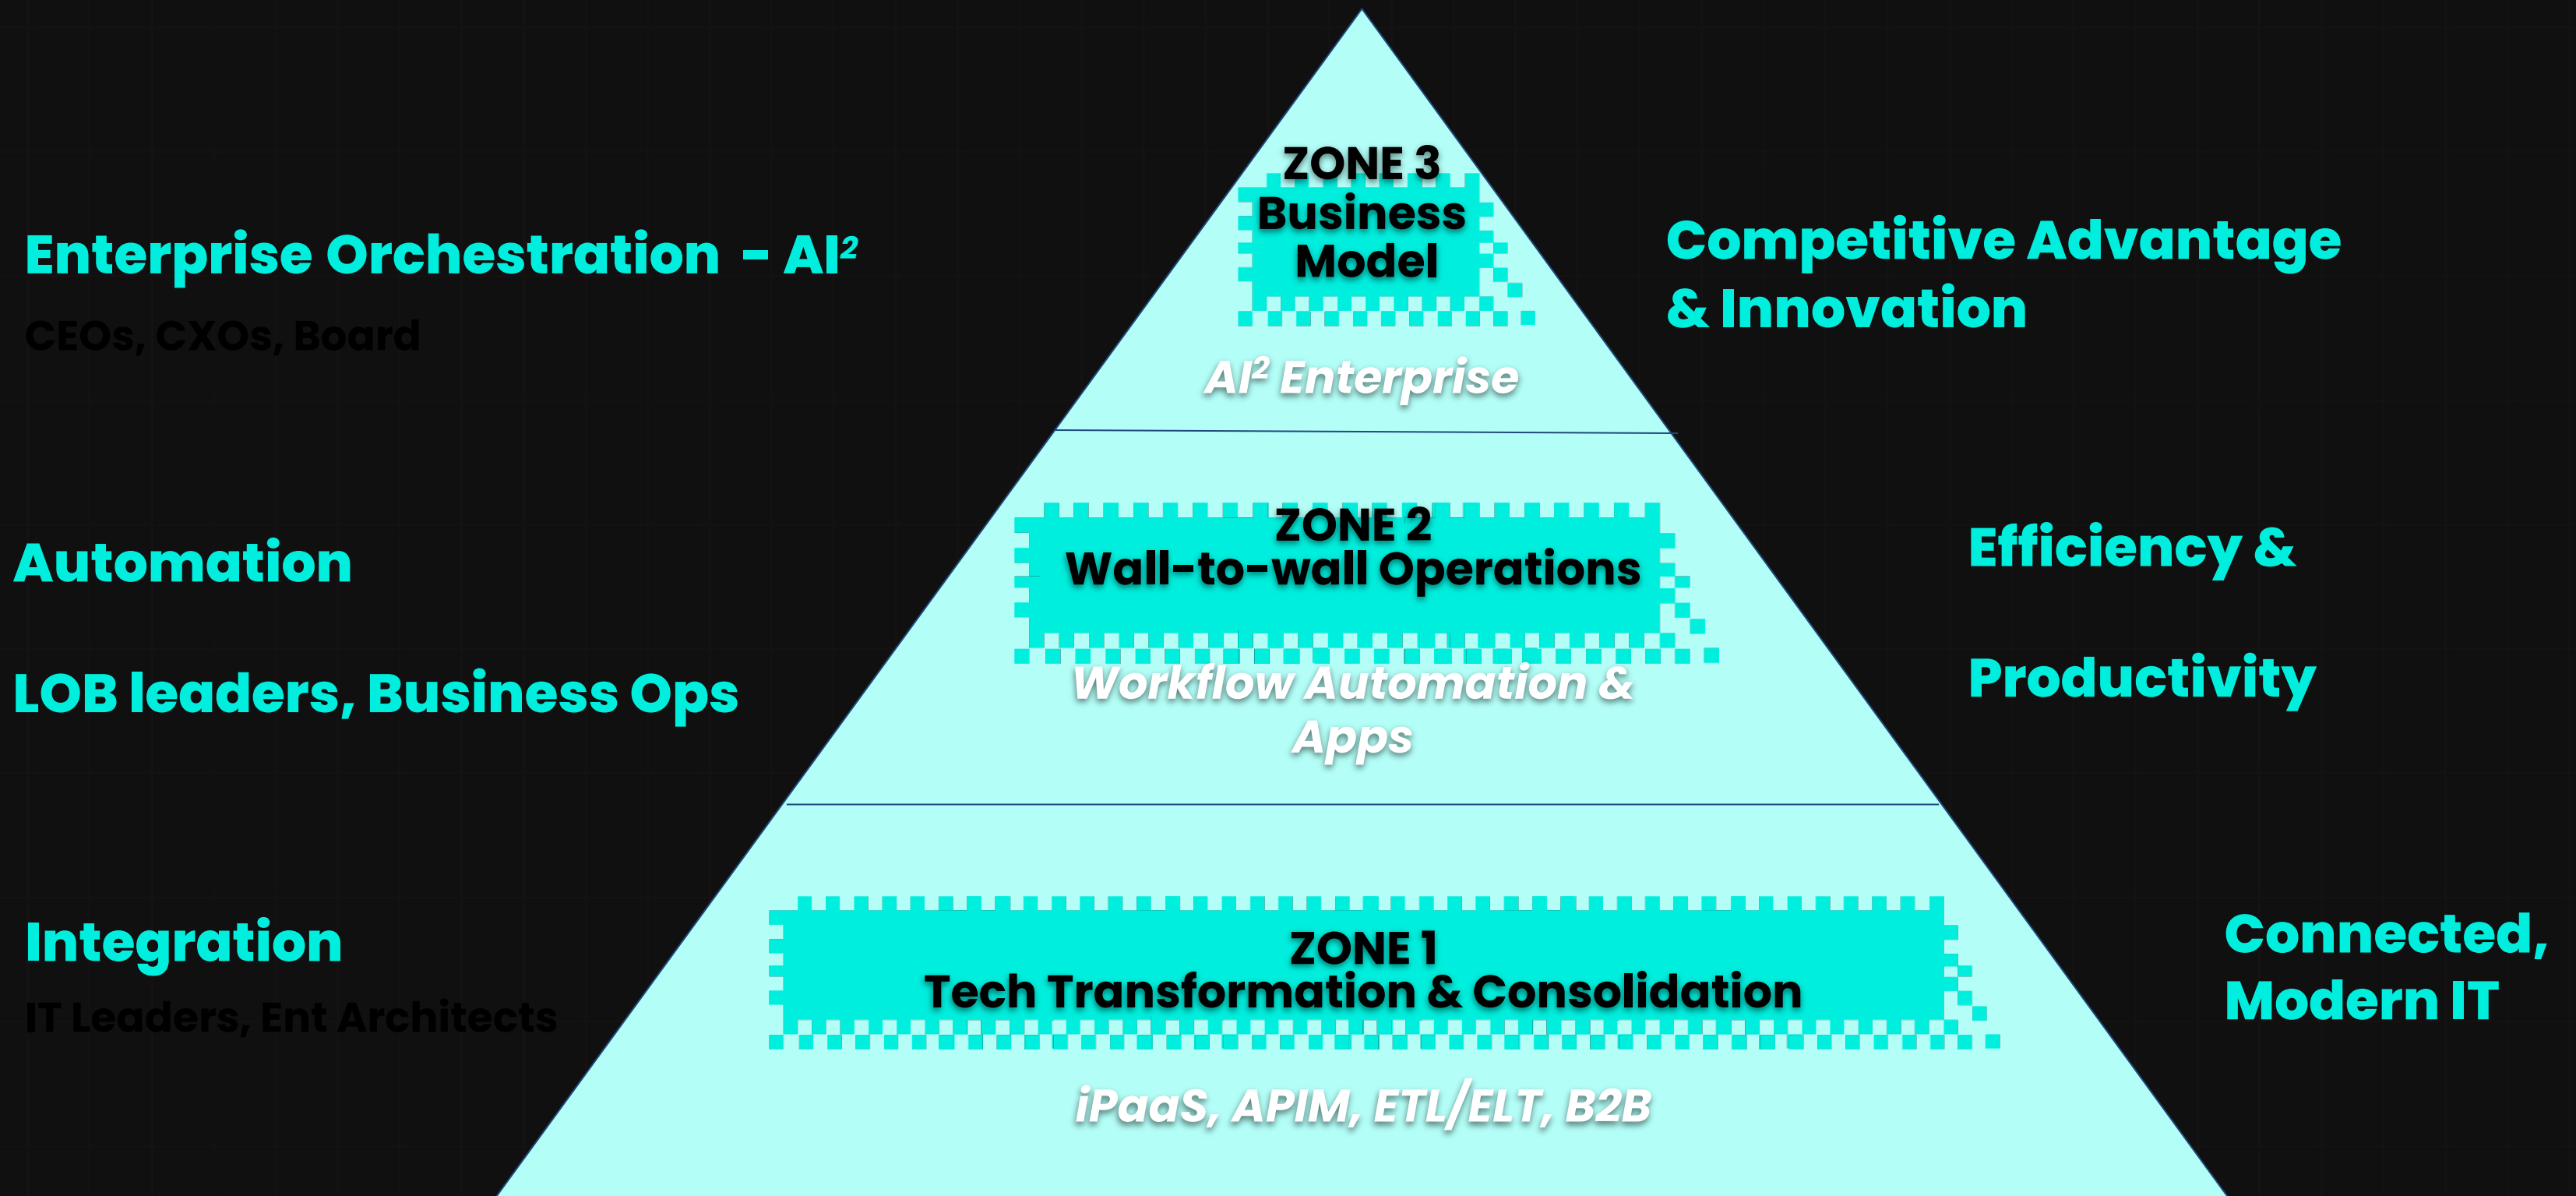 ZONE 3
Business
Model
Enterprise Orchestration - AI²
CEOs, CXOs, Board
Competitive Advantage
& Innovation
AI² Enterprise
ZONE 2
Wall-to-wall Operations
Automation
LOB leaders, Business Ops
Efficiency &
Productivity
Workflow Automation &
Apps
ZONE 1
Tech Transformation & Consolidation
Integration
IT Leaders, Ent Architects
Connected,
Modern IT
iPaaS, APIM, ETL/ELT, B2B